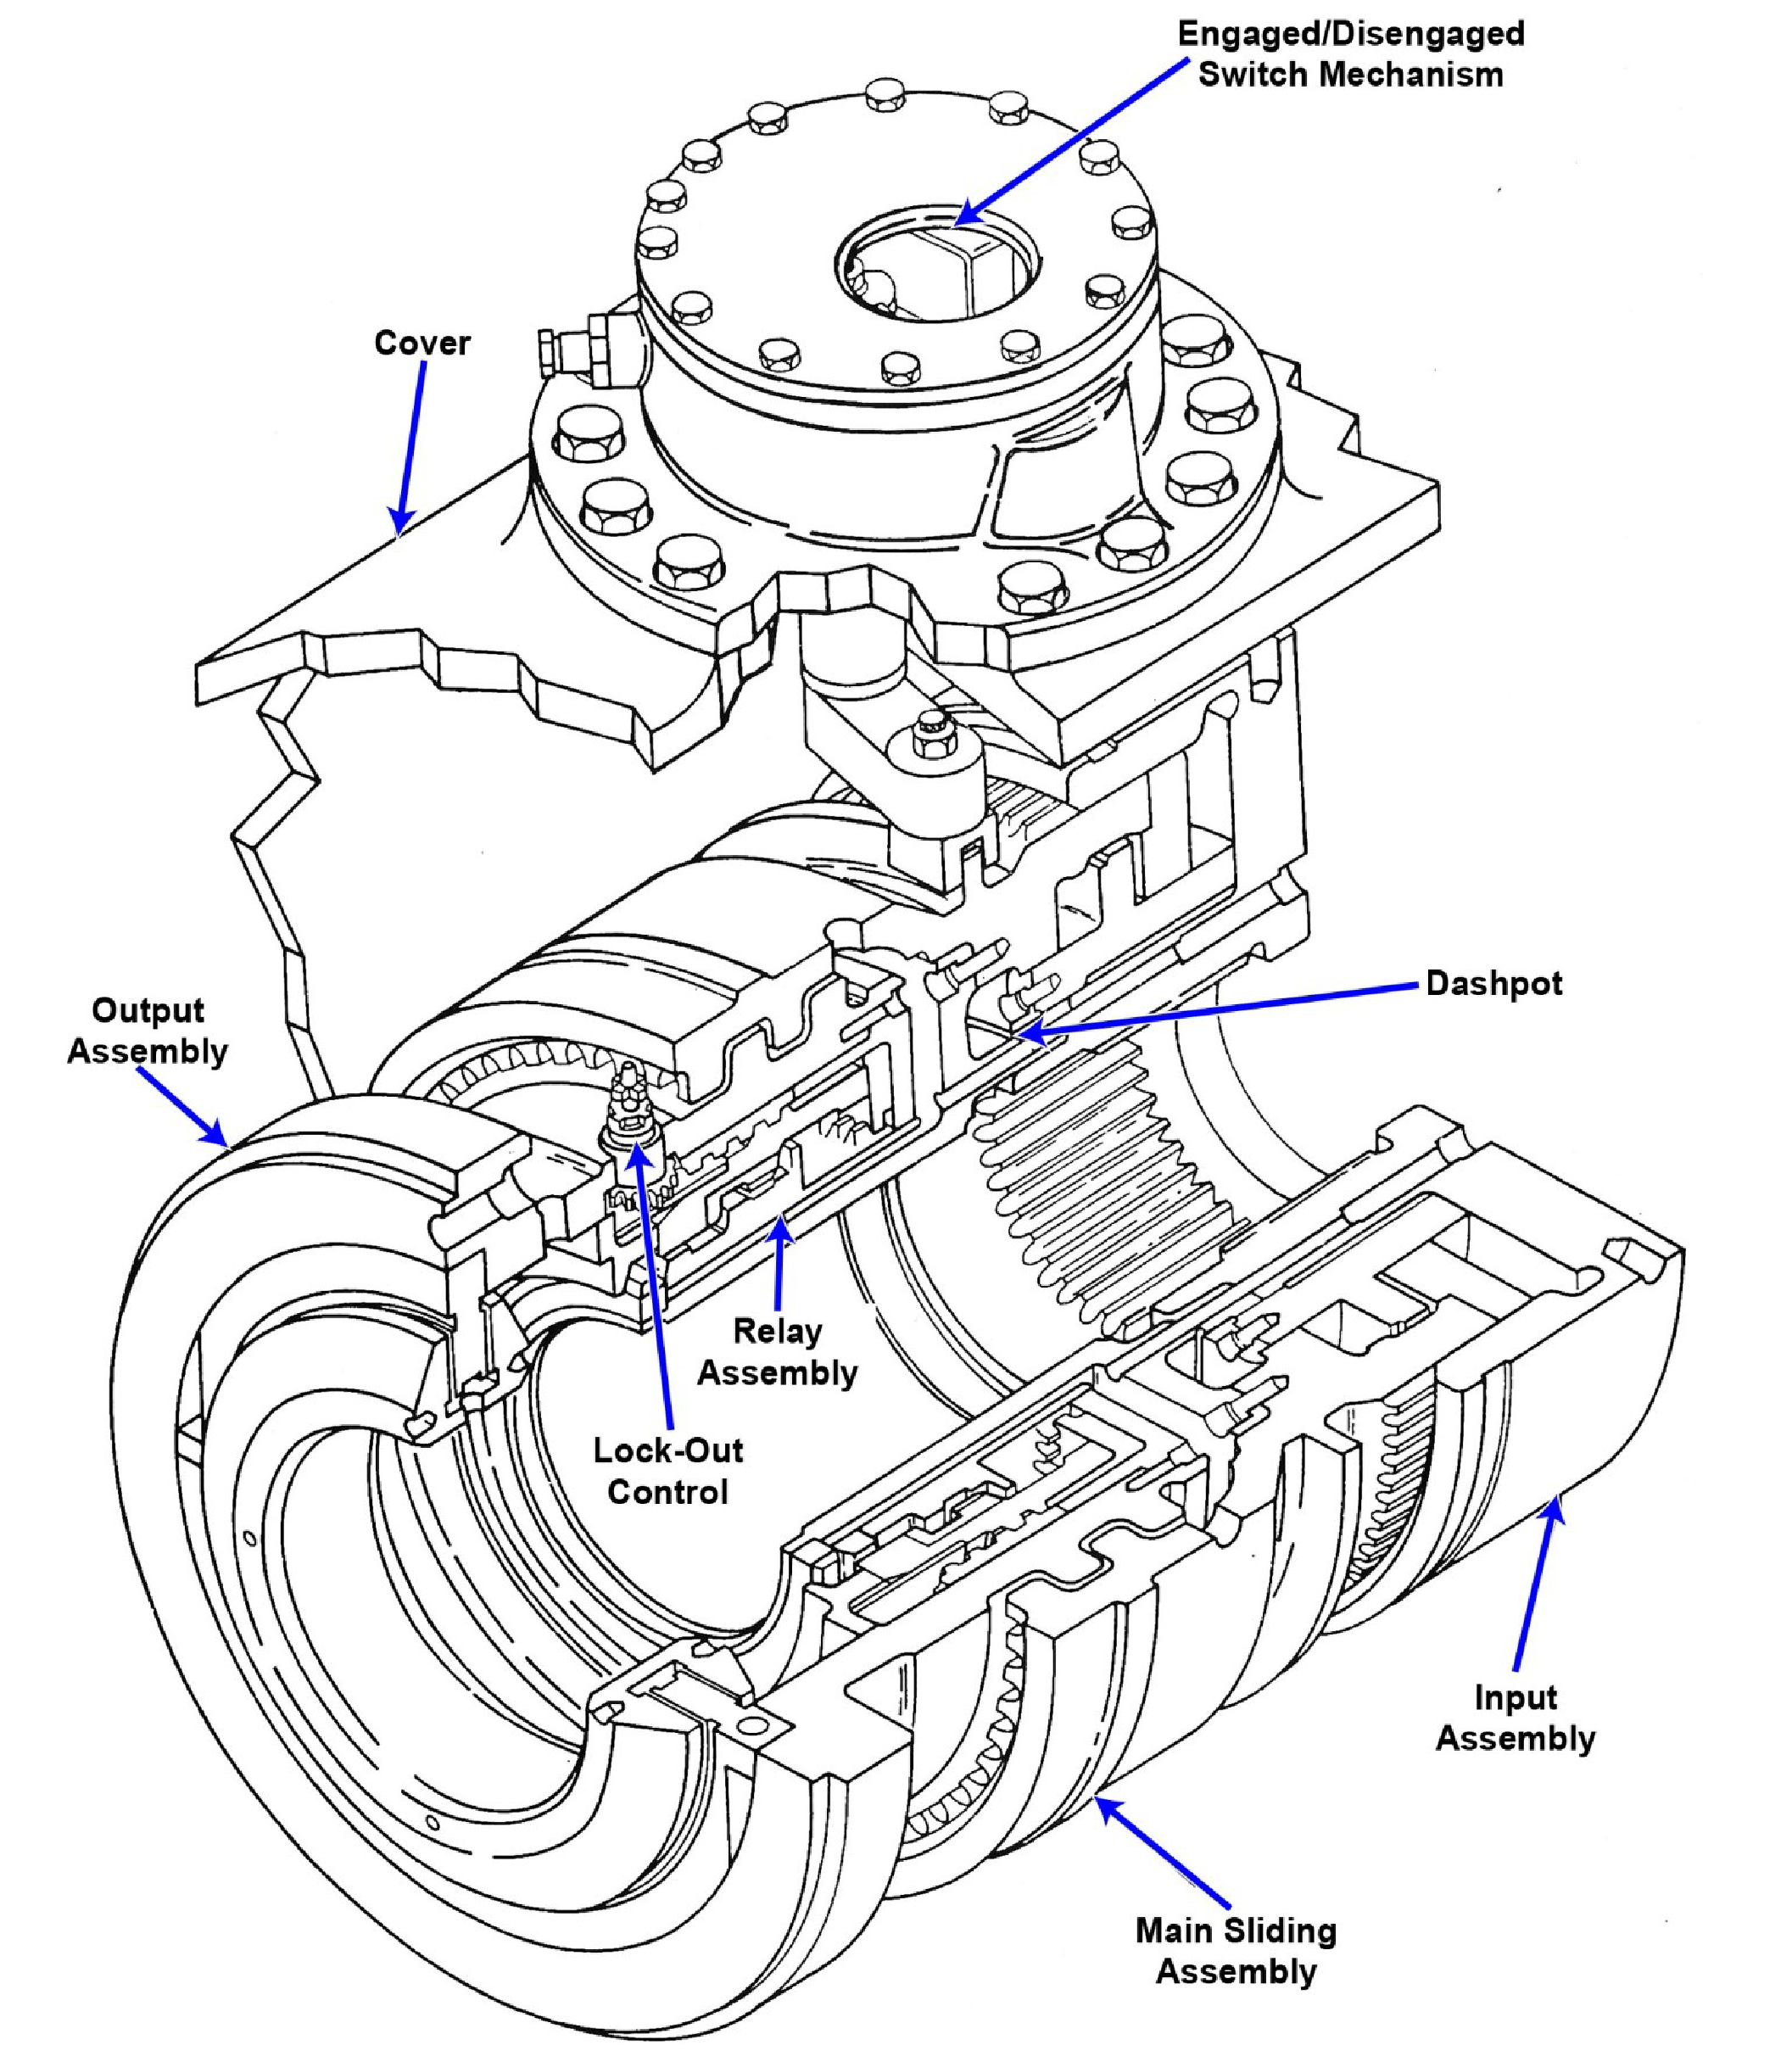 Engaged/Disengaged
Switch Mechanism
Cover
Dashpot
Output
Assembly
Relay
Assembly
Lock-Out
Control
Input
Assembly
Main Sliding
Assembly